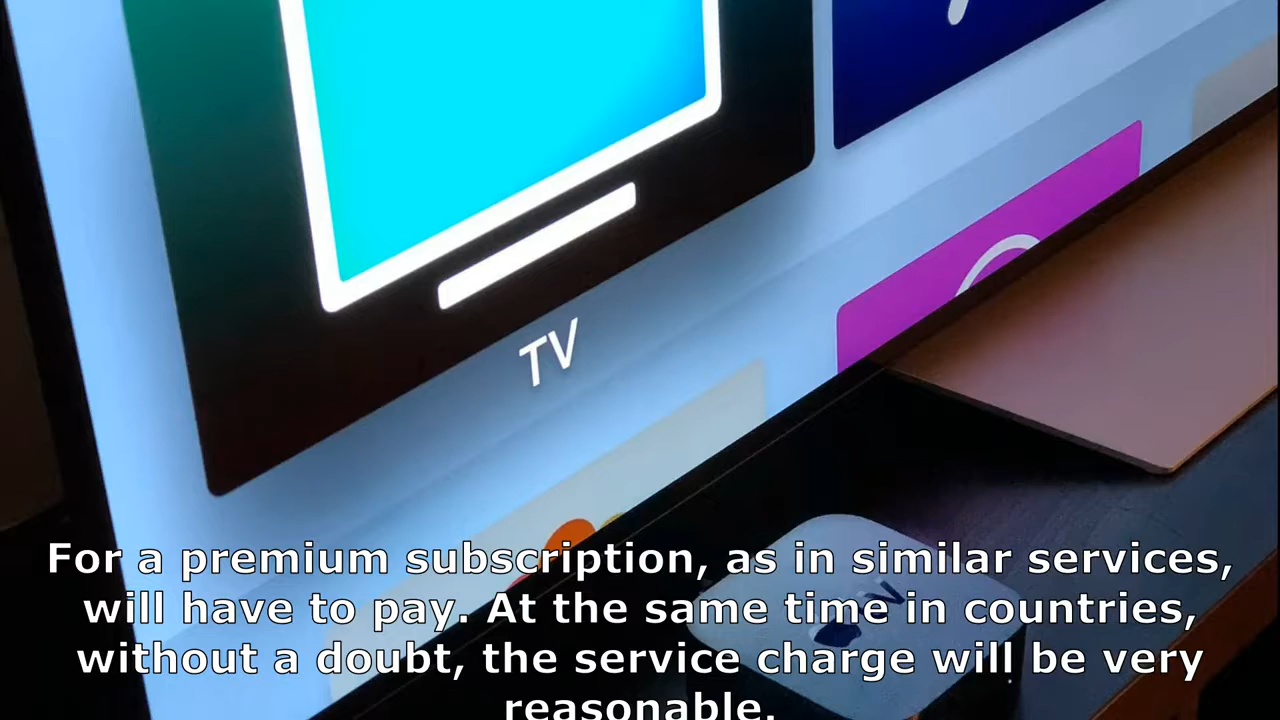 TV
tv
For a premium subscription, as in similar services,
will have to pay. At the same time in countries,
without a doubt, the service charge will be very
reasonable.